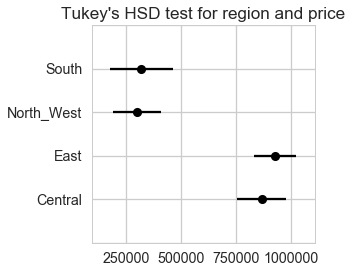 Tukey's HSD test for region and price
South
North_West
East
Central
250000 500000 750000 1000000